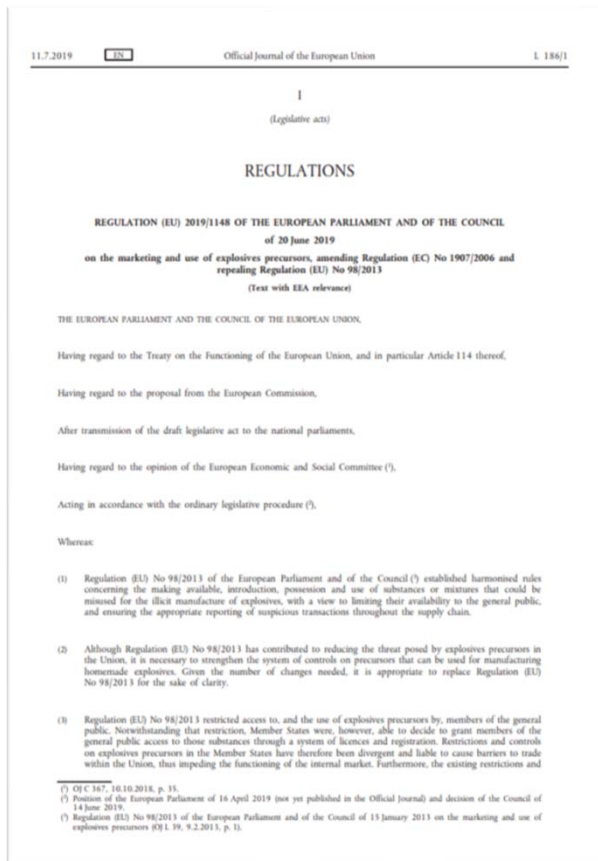 11.7.2019 EN Official Journal of the European Union L 186/1
I
(Legislative acts)
REGULATIONS
REGULATION (EU) 2019/1148 OF THE EUROPEAN PARLIAMENT AND OF THE COUNCIL
of 20 June 2019
on the marketing and use of explosives precursors, amending Regulation (EC) No 1907/2006 and
repealing Regulation (EU) No 98/2013
(Text with EEA relevance)
THE EUROPEAN PARLIAMENT AND THE COUNCIL OF THE EUROPEAN UNION,
Having regard to the Treaty on the Functioning of the European Union, and in particular Article 114 thereof,
Having regard to the proposal from the European Commission,
After transmission of the draft legislative act to the national parliaments,
Having regard to the opinion of the European Economic and Social Committee (¹),
Acting in accordance with the ordinary legislative procedure (²),
Whereas:
(1) Regulation (EU) No 98/2013 of the European Parliament and of the Council (³) established harmonised rules
concerning the making available, introduction, possession and use of substances or mixtures that could be
misused for the illicit manufacture of explosives, with a view to limiting their availability to the general public,
and ensuring the appropriate reporting of suspicious transactions throughout the supply chain.
(2) Although Regulation (EU) No 98/2013 has contributed to reducing the threat posed by explosives precursors in
the Union, it is necessary to strengthen the system of controls on precursors that can be used for manufacturing
homemade explosives. Given the number of changes needed, it is appropriate to replace Regulation (EU)
No 98/2013 for the sake of clarity.
(3) Regulation (EU) No 98/2013 restricted access to, and the use of explosives precursors by, members of the general
public. Notwithstanding that restriction, Member States were, however, able to decide to grant members of the
general public access to those substances through a system of licences and registration. Restrictions and controls
on explosives precursors in the Member States have therefore been divergent and liable to cause barriers to trade
within the Union, thus impeding the functioning of the internal market. Furthermore, the existing restrictions and
(¹) OJ C 367, 10.10.2018, p. 35.
(²) Position of the European Parliament of 16 April 2019 (not yet published in the Official Journal) and decision of the Council of
14 June 2019.
(³) Regulation (EU) No 98/2013 of the European Parliament and of the Council of 15 January 2013 on the marketing and use of
explosives precursors (OJ L 39, 9.2.2013, p. 1).